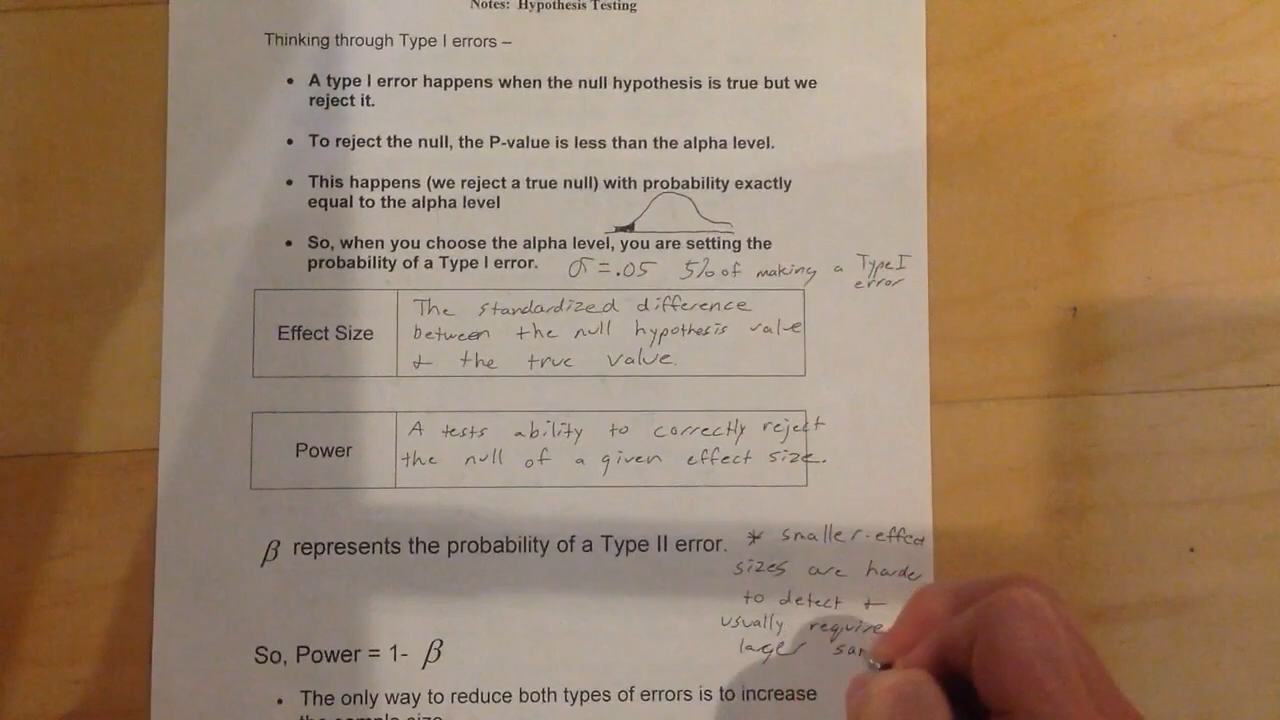 Notes: Hypothesis Testing
Thinking through Type I errors –
• A type I error happens when the null hypothesis is true but we
reject it.
• To reject the null, the P-value is less than the alpha level.
• This happens (we reject a true null) with probability exactly
equal to the alpha level
• So, when you choose the alpha level, you are setting the
probability of a Type I error. σ = .05 5% of making a Type I
error
Effect Size
The standardized difference
between the null hypothesis value
+ the true value.
Power
A tests ability to correctly reject
the null of a given effect size.
β represents the probability of a Type II error.
* smaller-effect
sizes are harder
to detect +
usually require
larger
So, Power = 1- β
• The only way to reduce both types of errors is to increase
the sample size